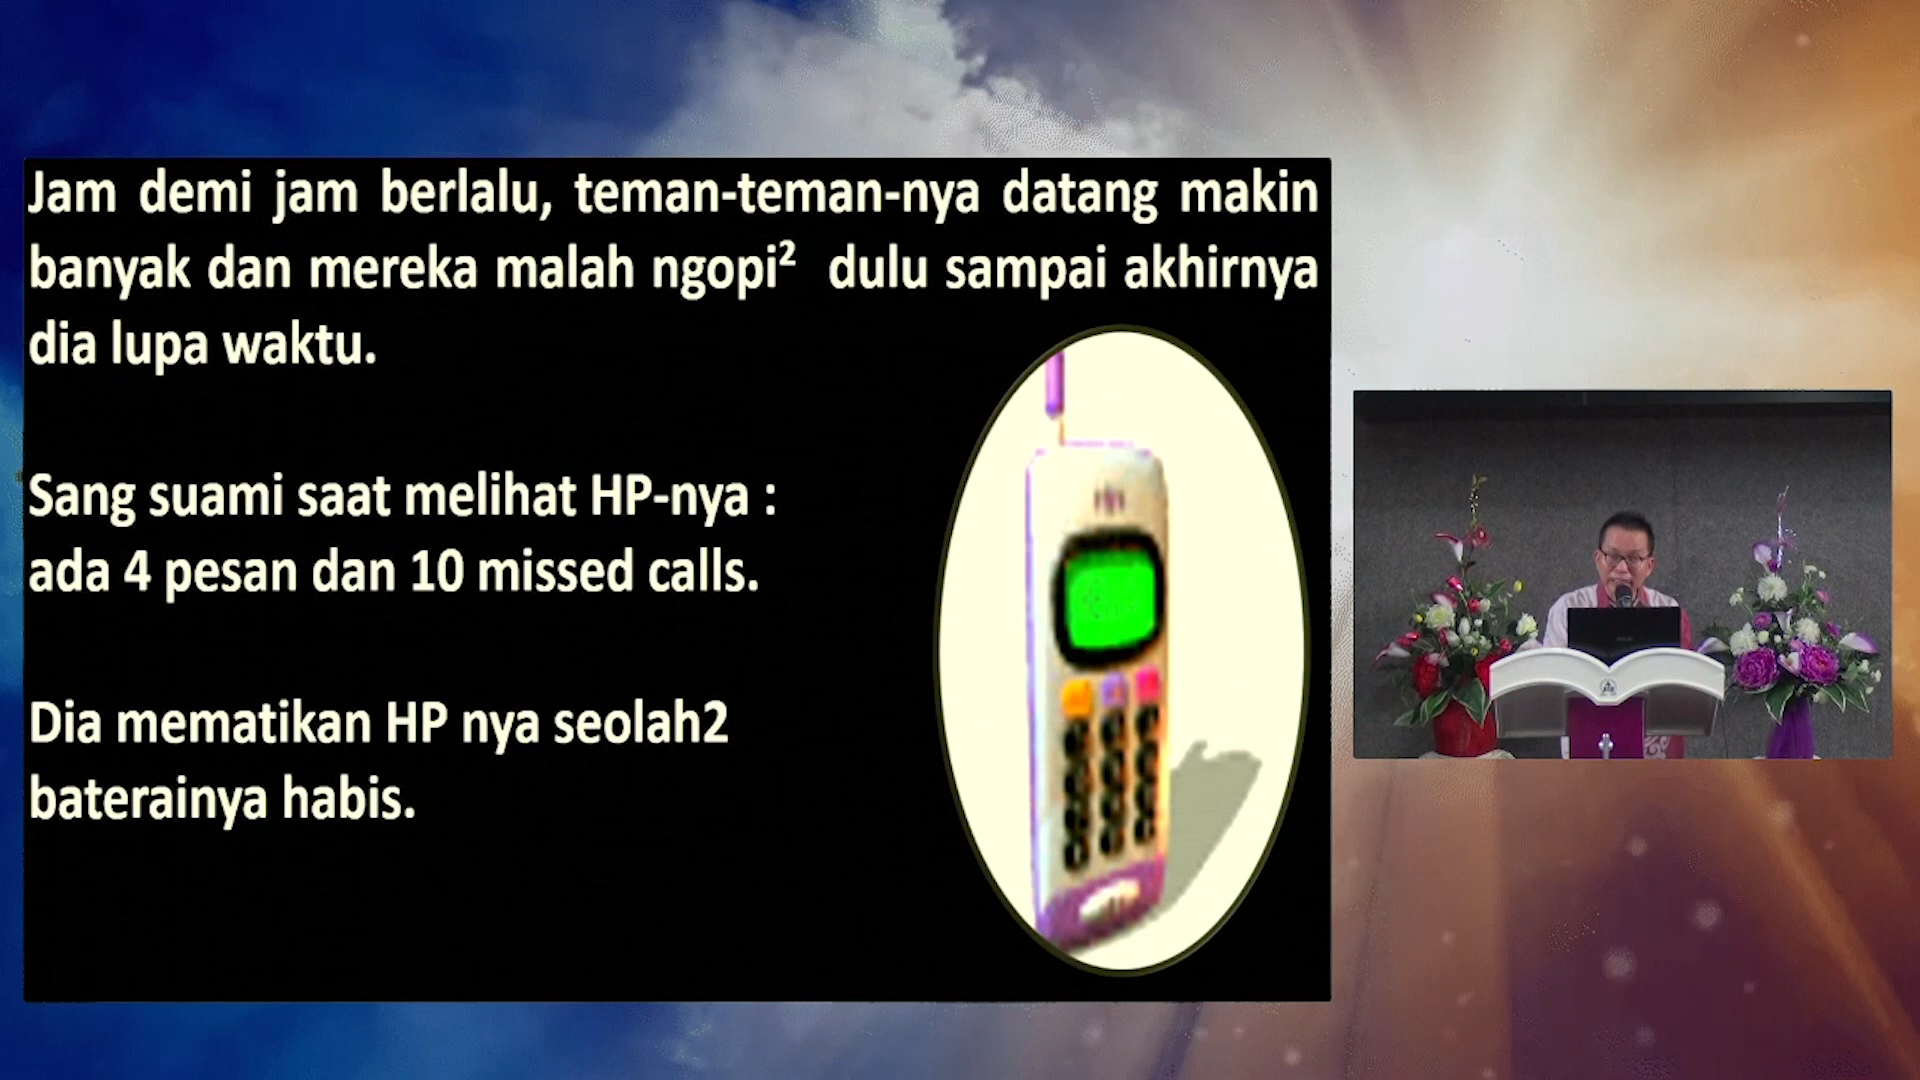 Jam demi jam berlalu, teman-teman-nya datang makin
banyak dan mereka malah ngopi² dulu sampai akhirnya
dia lupa waktu.
Sang suami saat melihat HP-nya :
ada 4 pesan dan 10 missed calls.
Dia mematikan HP nya seolah2
baterainya habis.